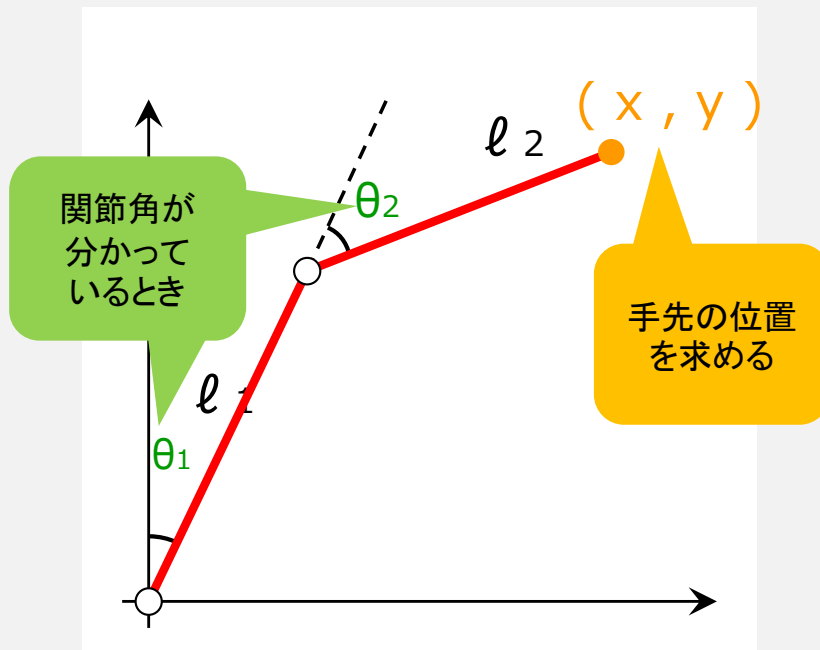 ( x , y )
ℓ 2
関節角が
分かって
いるとき
θ2
手先の位置
を求める
ℓ 1
θ1